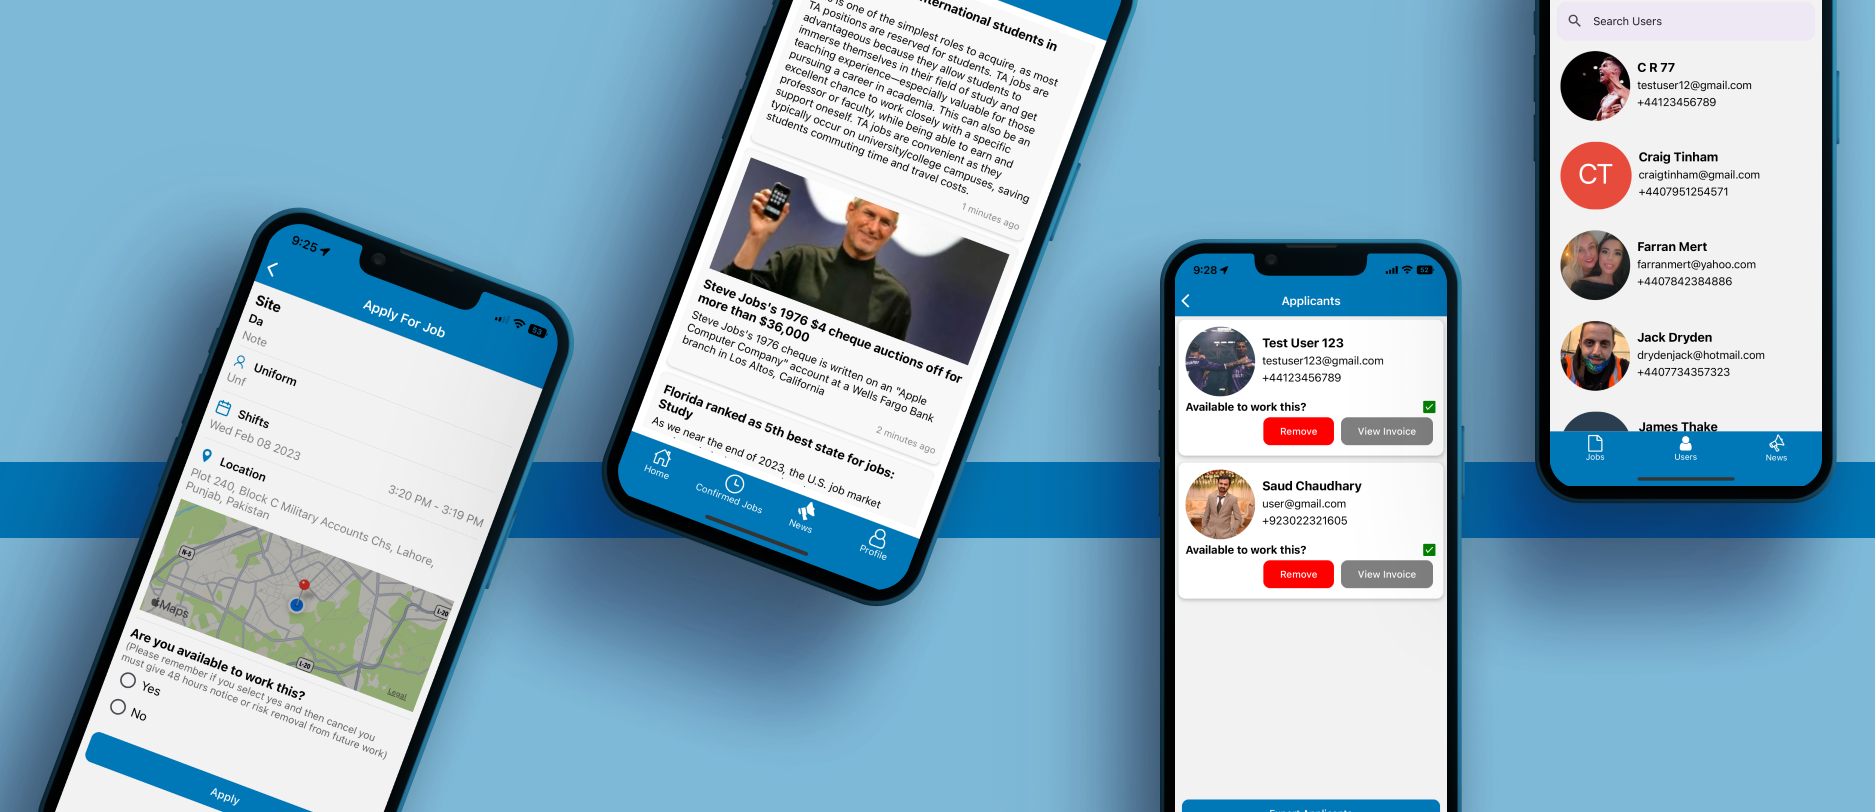 9:25
Apply For Job
Site
Da
Note
Uniform
Unf
Shifts
Wed Feb 08 2023
3:20 PM - 3:19 PM
Location
Plot 240, Block C Military Accounts Chs, Lahore,
Punjab, Pakistan
N-5
L-20
L-20
Maps
Legal
Are you available to work this?
(Please remember if you select yes and then cancel you
must give 48 hours notice or risk removal from future work)
Yes
No
Apply
53
international students in
is one of the simplest roles to acquire, as most
TA positions are reserved for students. TA jobs are
advantageous because they allow students to
immerse themselves in their field of study and get
teaching experience—especially valuable for those
pursuing a career in academia. This can also be an
excellent chance to work closely with a specific
professor or faculty, while being able to earn and
support oneself. TA jobs are convenient as they
typically occur on university/college campuses, saving
students commuting time and travel costs.
1 minutes ago
Steve Jobs's 1976 $4 cheque auctions off for
more than $36,000
Steve Jobs's 1976 cheque is written on an "Apple
Computer Company" account at a Wells Fargo Bank
branch in Los Altos, California
2 minutes ago
Florida ranked as 5th best state for jobs:
Study
As we near the end of 2023, the U.S. job market
Home
Confirmed Jobs
News
Profile
9:28
52
Applicants
Test User 123
testuser123@gmail.com
+44123456789
Available to work this?
Remove
View Invoice
Saud Chaudhary
user@gmail.com
+923022321605
Available to work this?
Remove
View Invoice
Export Applicants
Search Users
C R 77
testuser12@gmail.com
+44123456789
CT
Craig Tinham
craigtinham@gmail.com
+4407951254571
Farran Mert
farranmert@yahoo.com
+4407842384886
Jack Dryden
drydenjack@hotmail.com
+4407734357323
James Thake
Jobs
Users
News